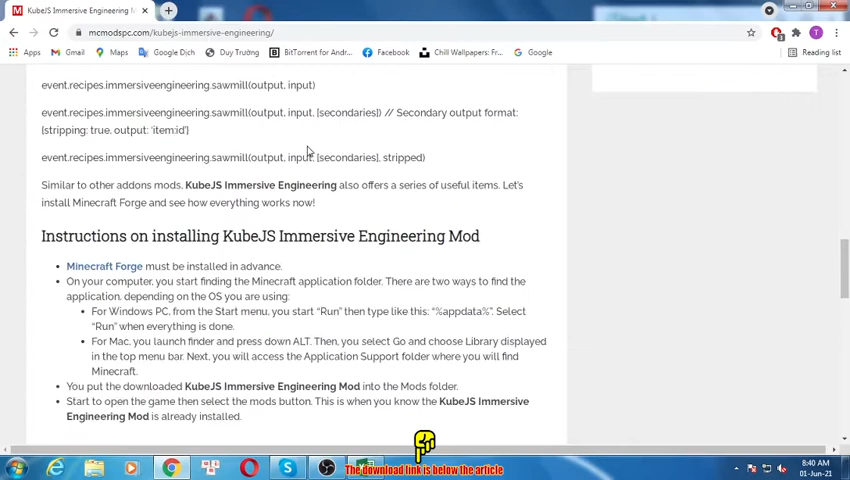 KubeJS Immersive Engineering M
mcmodspc.com/kubejs-immersive-engineering/
Apps
Gmail
Google Dịch
Duy Trường
BitTorrent for Andr...
Facebook
Chill Wallpapers: Fr...
Google
Reading list
event.recipes.immersiveengineering.sawmill(output, input)
event.recipes.immersiveengineering.sawmill(output, input, [secondaries]) // Secondary output format:
{stripping: true, output: 'item:id'}
event.recipes.immersiveengineering.sawmill(output, input, [secondaries], stripped)
Similar to other addons mods, KubeJS Immersive Engineering also offers a series of useful items. Let's
install Minecraft Forge and see how everything works now!
Instructions on installing KubeJS Immersive Engineering Mod
Minecraft Forge must be installed in advance.
On your computer, you start finding the Minecraft application folder. There are two ways to find the
application. depending on the OS you are using:
For Windows PC, from the Start menu, you start “Run” then type like this: “%appdata%”. Select
“Run” when everything is done.
For Mac, you launch finder and press down ALT. Then, you select Go and choose Library displayed
in the top menu bar. Next, you will access the Application Support folder where you will find
Minecraft.
You put the downloaded KubeJS Immersive Engineering Mod into the Mods folder.
Start to open the game then select the mods button. This is when you know the KubeJS Immersive
Engineering Mod is already installed.
The download link is below the article
8:40 AM
01-Jun-21